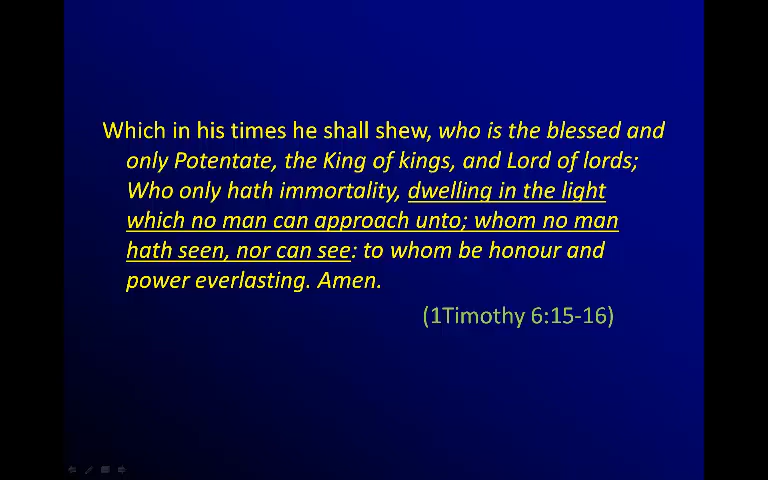 Which in his times he shall shew, who is the blessed and
only Potentate, the King of kings, and Lord of lords;
Who only hath immortality, dwelling in the light
which no man can approach unto; whom no man
hath seen, nor can see: to whom be honour and
power everlasting. Amen.
(1Timothy 6:15-16)